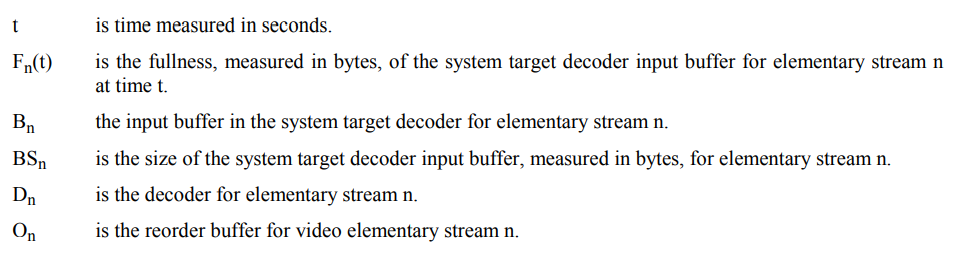 t is time measured in seconds.
Fn(t) is the fullness, measured in bytes, of the system target decoder input buffer for elementary stream n
at time t.
Bn the input buffer in the system target decoder for elementary stream n.
BSn is the size of the system target decoder input buffer, measured in bytes, for elementary stream n.
Dn is the decoder for elementary stream n.
On is the reorder buffer for video elementary stream n.